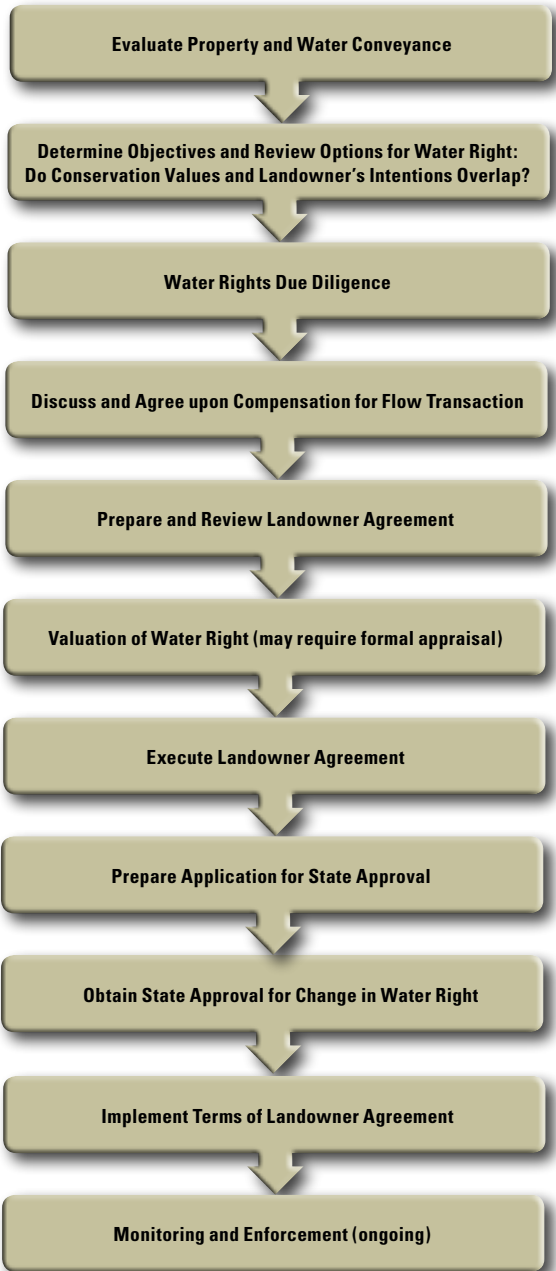 Evaluate Property and Water Conveyance
Determine Objectives and Review Options for Water Right:
Do Conservation Values and Landowner's Intentions Overlap?
Water Rights Due Diligence
Discuss and Agree upon Compensation for Flow Transaction
Prepare and Review Landowner Agreement
Valuation of Water Right (may require formal appraisal)
Execute Landowner Agreement
Prepare Application for State Approval
Obtain State Approval for Change in Water Right
Implement Terms of Landowner Agreement
Monitoring and Enforcement (ongoing)